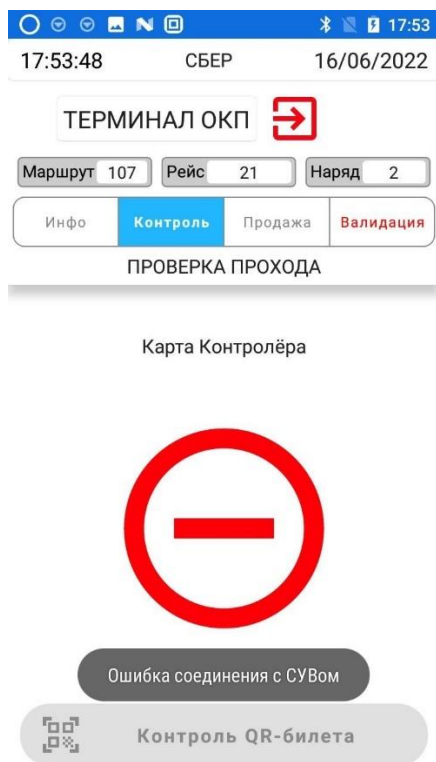 17:53
17:53:48 СБЕР 16/06/2022
ТЕРМИНАЛ ОКП
Маршрут 107 Рейс 21 Наряд 2
Инфо Контроль Продажа Валидация
ПРОВЕРКА ПРОХОДА
Карта Контролёра
Ошибка соединения с СУВом
Контроль QR-билета